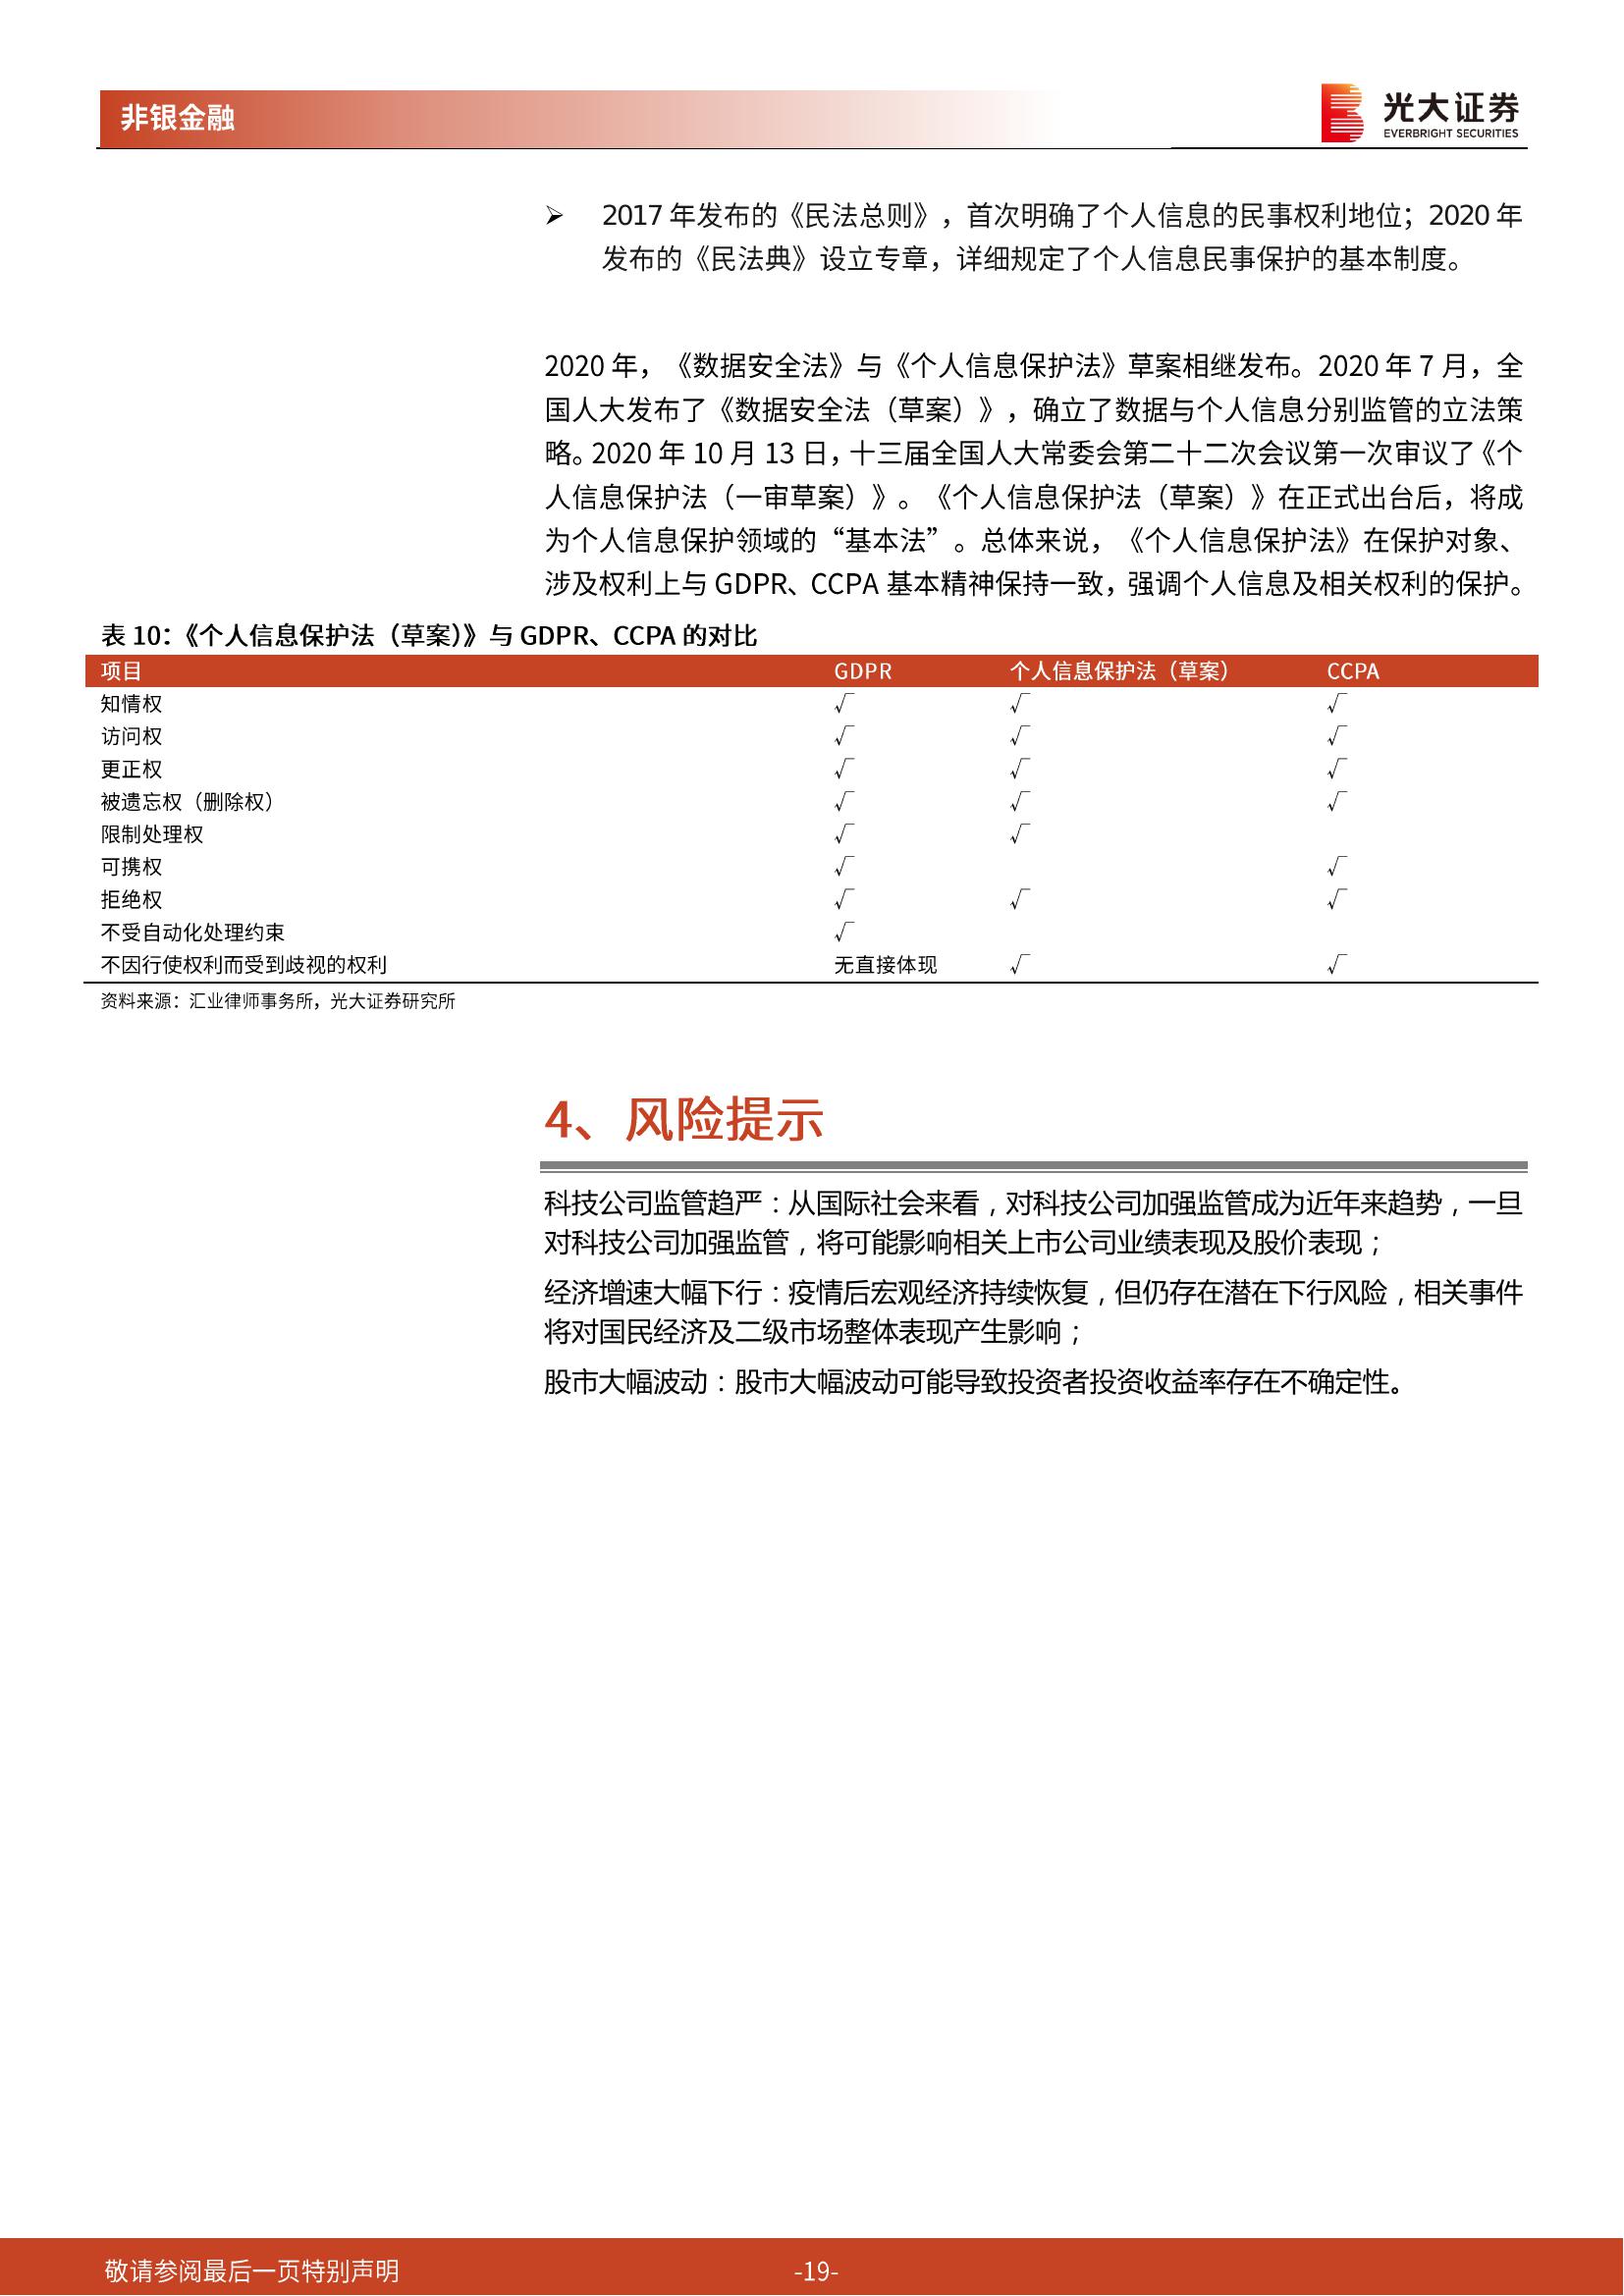 非银金融
光大证券
EVERBRIGHT SECURITIES
➢ 2017 年发布的《民法总则》，首次明确了个人信息的民事权利地位；2020 年
发布的《民法典》设立专章，详细规定了个人信息民事保护的基本制度。
2020 年，《数据安全法》与《个人信息保护法》草案相继发布。2020 年 7 月，全
国人大发布了《数据安全法（草案）》，确立了数据与个人信息分别监管的立法策
略。2020 年 10 月 13 日，十三届全国人大常委会第二十二次会议第一次审议了《个
人信息保护法（一审草案）》。《个人信息保护法（草案）》在正式出台后，将成
为个人信息保护领域的“基本法”。总体来说，《个人信息保护法》在保护对象、
涉及权利上与 GDPR、CCPA 基本精神保持一致，强调个人信息及相关权利的保护。
表 10：《个人信息保护法（草案）》与 GDPR、CCPA 的对比
项目 GDPR 个人信息保护法（草案） CCPA
知情权 √ √ √
访问权 √ √ √
更正权 √ √ √
被遗忘权（删除权） √ √ √
限制处理权 √ √
可携权 √ √
拒绝权 √ √ √
不受自动化处理约束 √
不因行使权利而受到歧视的权利 无直接体现 √ √
资料来源：汇业律师事务所，光大证券研究所
4、风险提示
科技公司监管趋严：从国际社会来看，对科技公司加强监管成为近年来趋势，一旦
对科技公司加强监管，将可能影响相关上市公司业绩表现及股价表现；
经济增速大幅下行：疫情后宏观经济持续恢复，但仍存在潜在下行风险，相关事件
将对国民经济及二级市场整体表现产生影响；
股市大幅波动：股市大幅波动可能导致投资者投资收益率存在不确定性。
敬请参阅最后一页特别声明 -19-